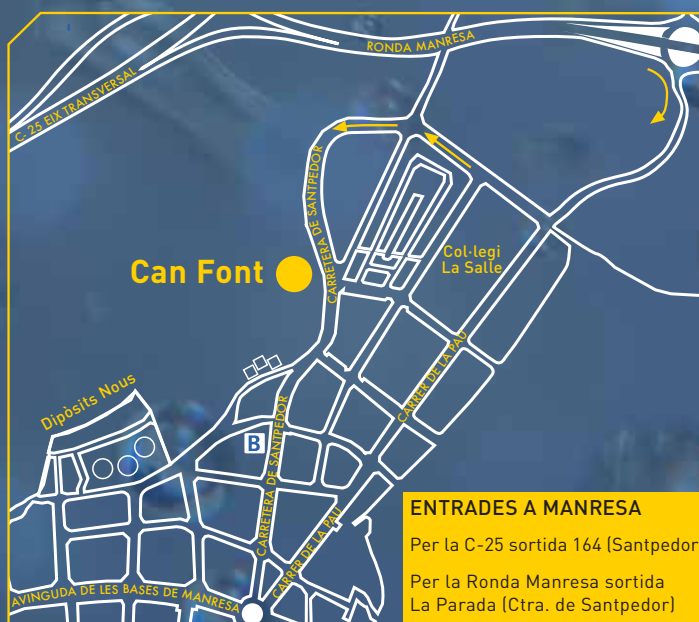 RONDA MANRESA
C- 25 EIX TRANSVERSAL
CARRETERA DE SANTPEDOR
Can Font
Col·legi
La Salle
CARRER DE LA PAU
Dipòsits Nous
B
CARRETERA DE SANTPEDOR
CARRER DE LA PAU
AVINGUDA DE LES BASES DE MANRESA
ENTRADES A MANRESA
Per la C-25 sortida 164 (Santpedor
Per la Ronda Manresa sortida
La Parada (Ctra. de Santpedor)